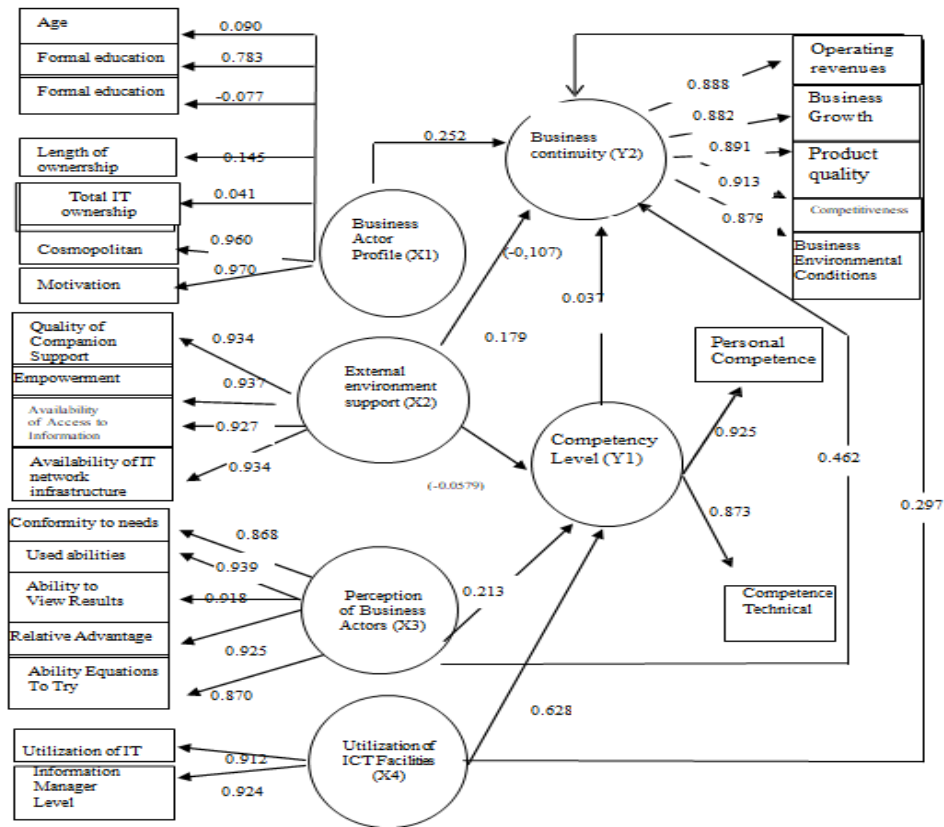 Age
0.090
Formal education
0.783
Formal education
-0.077
Length of
ownership
0.145
Total IT
ownership
0.041
Cosmopolitan
0.960
Motivation
0.970
Business
Actor
Profile (X1)
0.252
Business
continuity (Y2)
0.888
0.882
0.891
0.913
0.879
Operating
revenues
Business
Growth
Product
quality
Competitiveness
Business
Environmental
Conditions
(-0,107)
0.037
0.179
Quality of
Companion
Support
0.934
Empowerment
0.937
Availability
of Access to
Information
0.927
Availability of IT
network
infrastructure
0.934
External
environment
support (X2)
(-0.0579)
Competency
Level (Y1)
Personal
Competence
0.925
0.873
Competence
Technical
0.462
0.297
Conformity to needs
0.868
Used abilities
0.939
Ability to
View Results
0.918
Relative Advantage
0.925
Ability Equations
To Try
0.870
Perception
of Business
Actors (X3)
0.213
0.628
Utilization of IT
0.912
Information
Manager
Level
0.924
Utilization of
ICT Facilities
(X4)